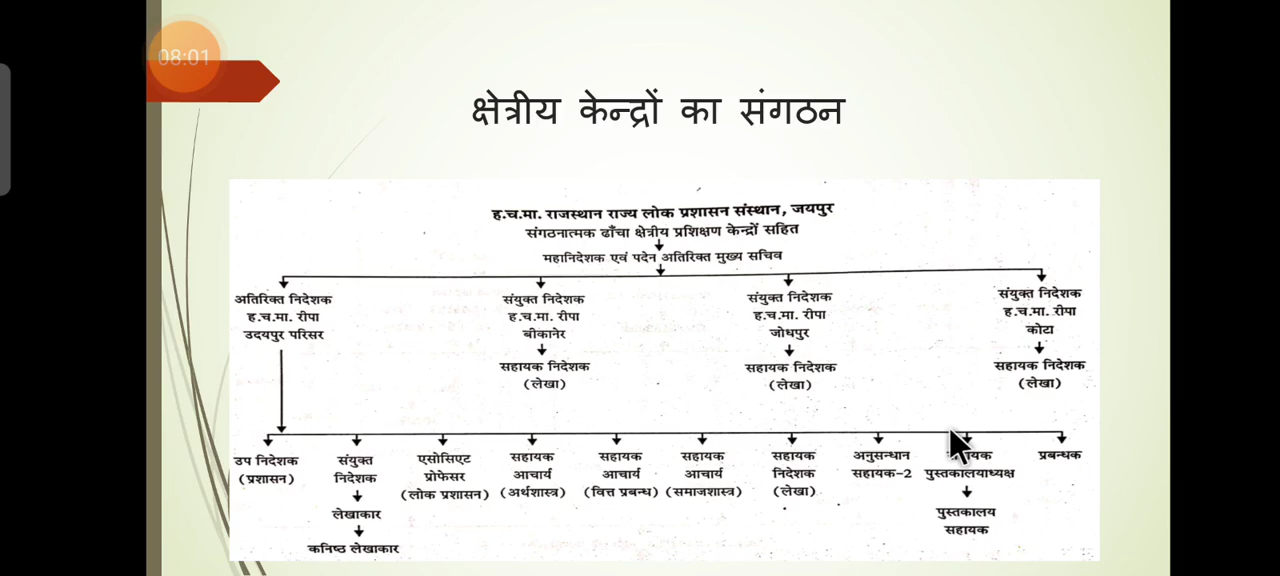 08:01
क्षेत्रीय केन्द्रों का संगठन
ह.च.मा. राजस्थान राज्य लोक प्रशासन संस्थान, जयपुर
संगठनात्मक ढाँचा क्षेत्रीय प्रशिक्षण केन्द्रों सहित
महानिदेशक एवं पदेन अतिरिक्त मुख्य सचिव
अतिरिक्त निदेशक
ह.च.मा. रीपा
उदयपुर परिसर
संयुक्त निदेशक
ह.च.मा. रीपा
बीकानेर
सहायक निदेशक
(लेखा)
संयुक्त निदेशक
ह.च.मा. रीपा
जोधपुर
सहायक निदेशक
(लेखा)
संयुक्त निदेशक
ह.च.मा. रीपा
कोटा
सहायक निदेशक
(लेखा)
उप निदेशक
(प्रशासन)
संयुक्त
निदेशक
लेखाकार
कनिष्ठ लेखाकार
एसोसिएट
प्रोफेसर
(लोक प्रशासन)
सहायक
आचार्य
(अर्थशास्त्र)
सहायक
आचार्य
(वित्त प्रबन्ध)
सहायक
आचार्य
(समाजशास्त्र)
सहायक
निदेशक
(लेखा)
अनुसन्धान
सहायक-2
पुस्तकालयाध्यक्ष
पुस्तकालय
सहायक
प्रबन्धक